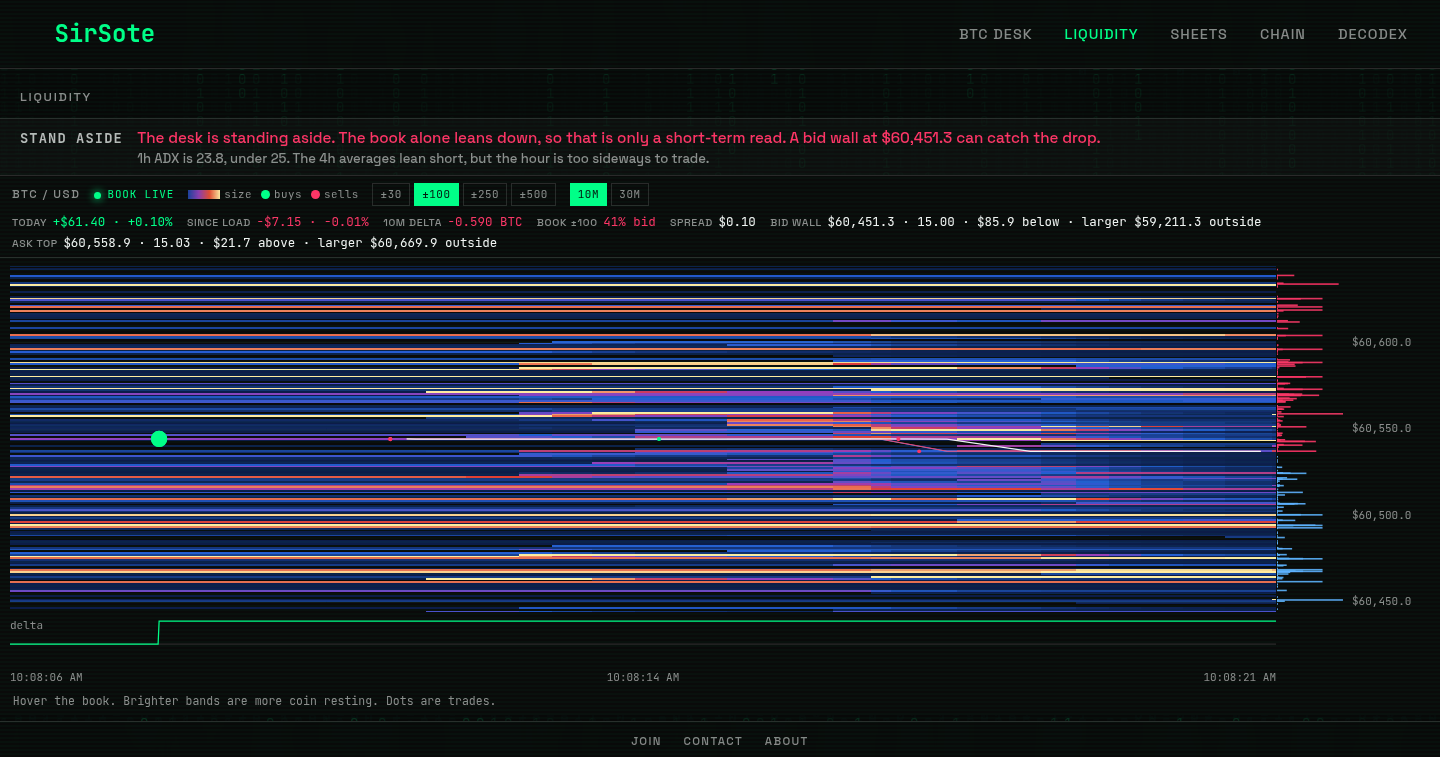 SirSote
BTC DESK LIQUIDITY SHEETS CHAIN DECODEX
LIQUIDITY
STAND ASIDE The desk is standing aside. The book alone leans down, so that is only a short-term read. A bid wall at $60,451.3 can catch the drop.
1h ADX is 23.8, under 25. The 4h averages lean short, but the hour is too sideways to trade.
BTC / USD BOOK LIVE size buys sells ±30 ±100 ±250 ±500 10M 30M
TODAY +$61.40 · +0.10% SINCE LOAD -$7.15 · -0.01% 10M DELTA -0.590 BTC BOOK ±100 41% bid SPREAD $0.10 BID WALL $60,451.3 · 15.00 · $85.9 below · larger $59,211.3 outside
ASK TOP $60,558.9 · 15.03 · $21.7 above · larger $60,669.9 outside
$60,600.0
$60,550.0
$60,500.0
$60,450.0
delta
10:08:06 AM 10:08:14 AM 10:08:21 AM
Hover the book. Brighter bands are more coin resting. Dots are trades.
JOIN CONTACT ABOUT